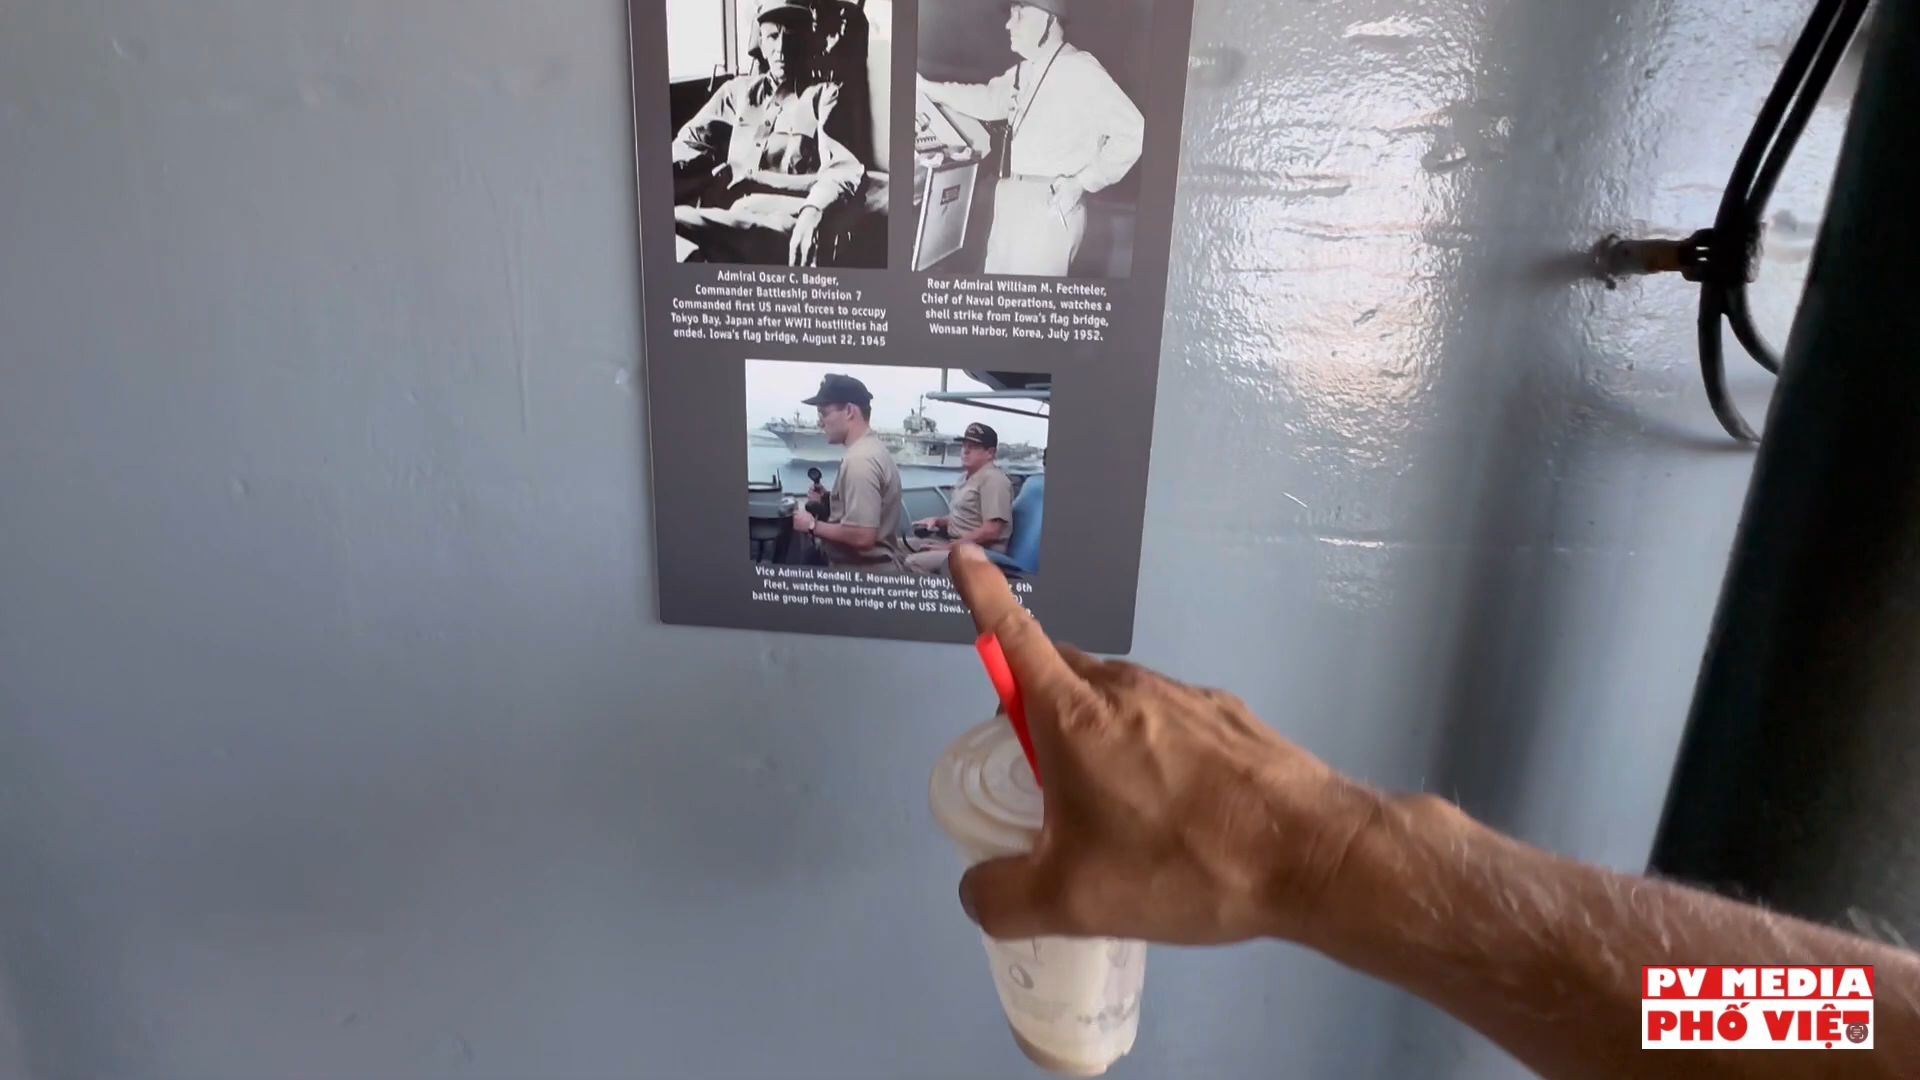 Admiral Oscar C. Badger,
Commander Battleship Division 7
Commanded first US naval forces to occupy
Tokyo Bay, Japan after WWII hostilities had
ended. Iowa's flag bridge, August 22, 1945
Rear Admiral William M. Fechteler,
Chief of Naval Operations, watches a
shell strike from Iowa's flag bridge,
Wonsan Harbor, Korea, July 1952.
Vice Admiral Kendell E. Moranville (right), 6th
Fleet, watches the aircraft carrier USS
battle group from the bridge of the USS Iowa.
PV MEDIA
PHỐ VIỆT